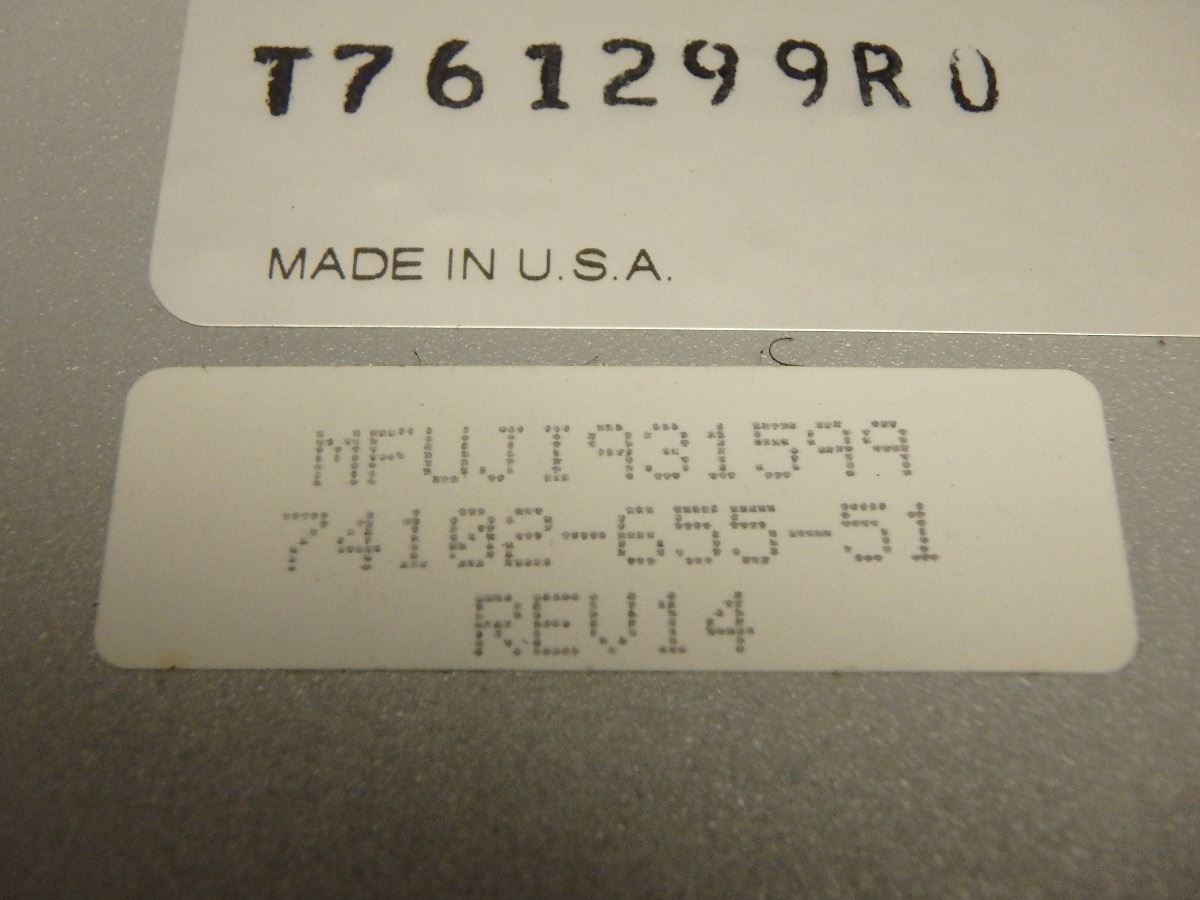 T761299R0
MADE IN U.S.A.
MFUJI931599
74102-655-51
REV14